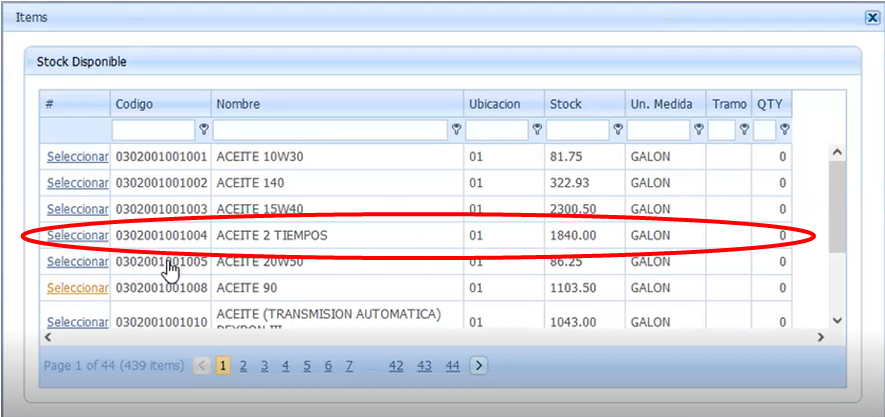 Items
Stock Disponible
# Codigo Nombre Ubicacion Stock Un. Medida Tramo QTY
Seleccionar 0302001001001 ACEITE 10W30 01 81.75 GALON 0
Seleccionar 0302001001002 ACEITE 140 01 322.93 GALON 0
Seleccionar 0302001001003 ACEITE 15W40 01 2300.50 GALON 0
Seleccionar 0302001001004 ACEITE 2 TIEMPOS 01 1840.00 GALON 0
Seleccionar 0302001001005 ACEITE 20W50 01 86.25 GALON 0
Seleccionar 0302001001008 ACEITE 90 01 1103.50 GALON 0
Seleccionar 0302001001010 ACEITE (TRANSMISION AUTOMATICA) 01 1043.00 GALON 0
Page 1 of 44 (439 items) < 1 2 3 4 5 6 7 ... 42 43 44 >